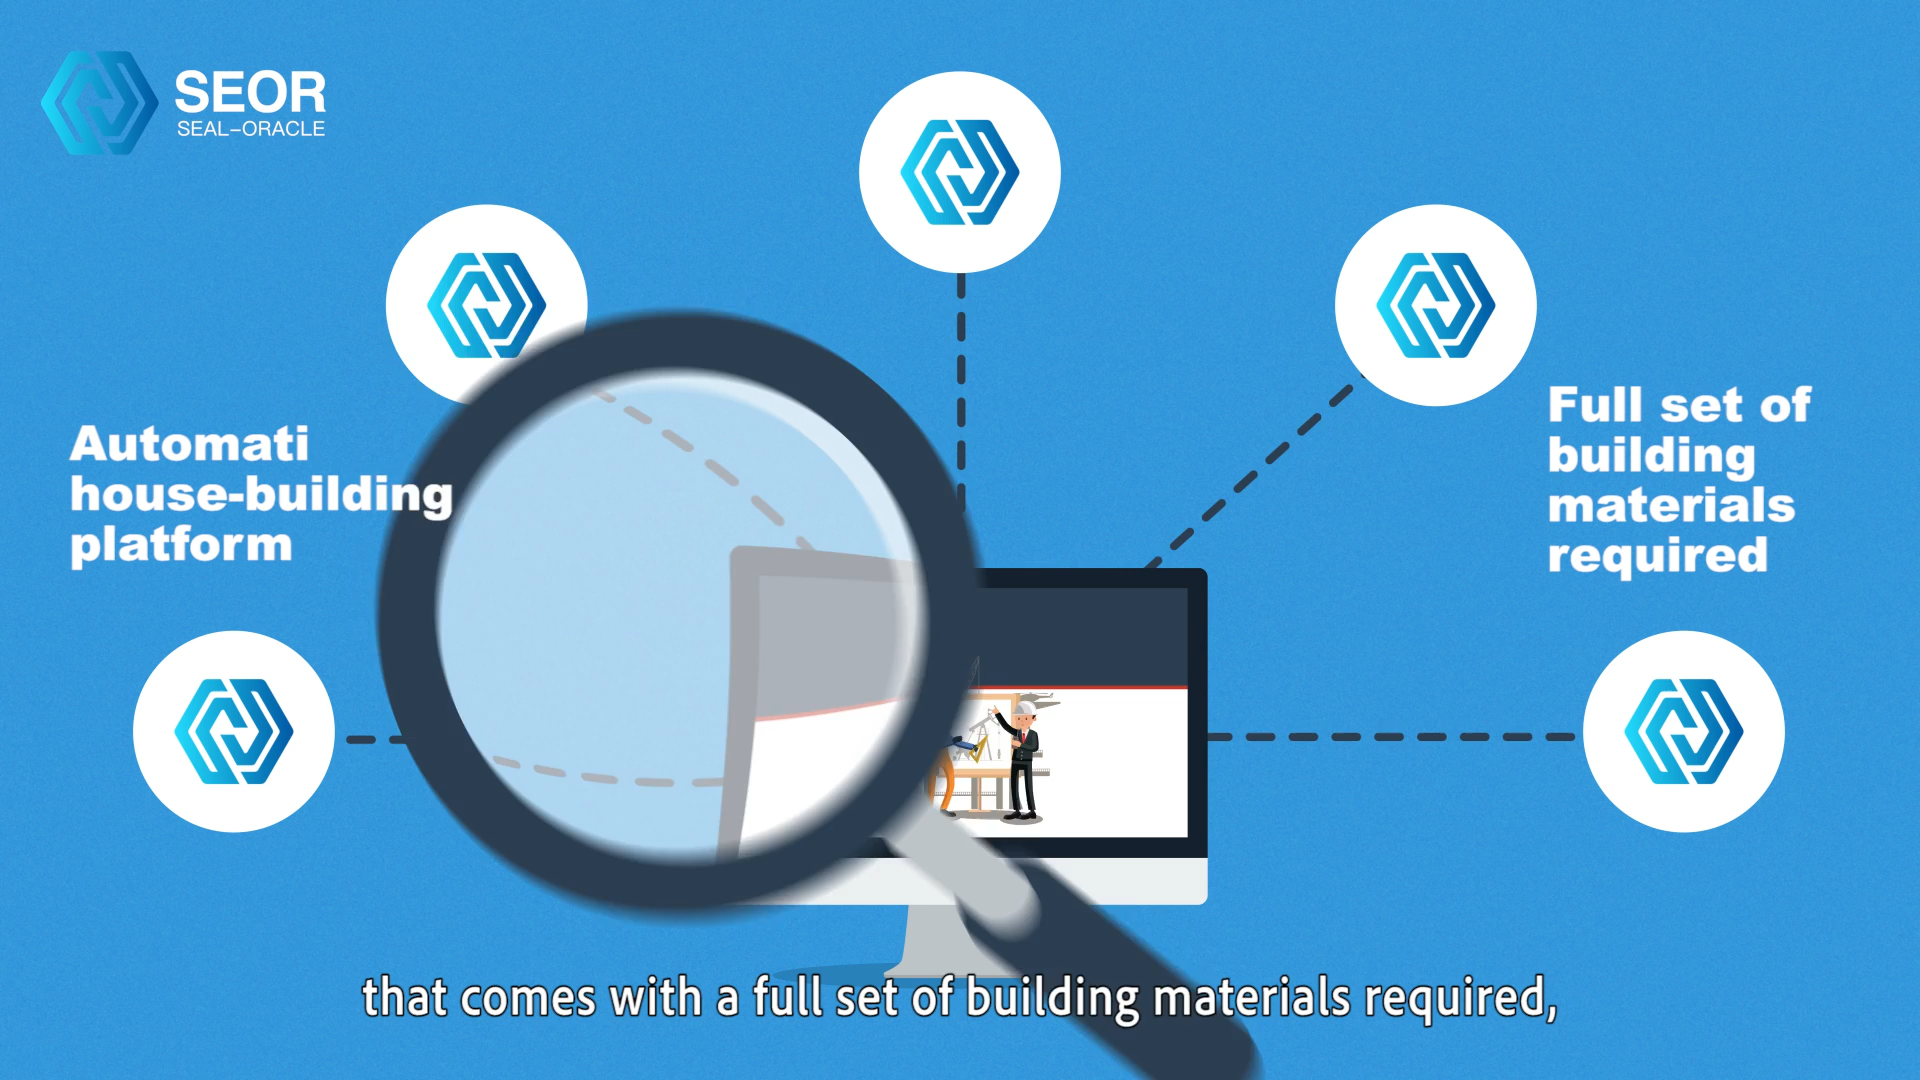 SEOR
SEAL-ORACLE
Automati
house-building
platform
Full set of
building
materials
required
that comes with a full set of building materials required,